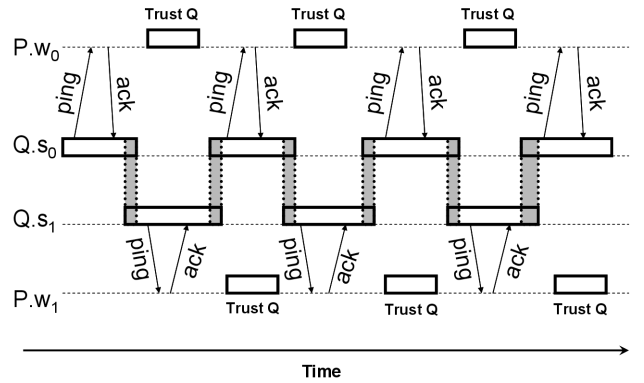 Trust Q Trust Q Trust Q
P.w0
ping ack ping ack ping ack ping ack
Q.s0
Q.s1
ping ack ping ack ping ack
P.w1
Trust Q Trust Q Trust Q
Time